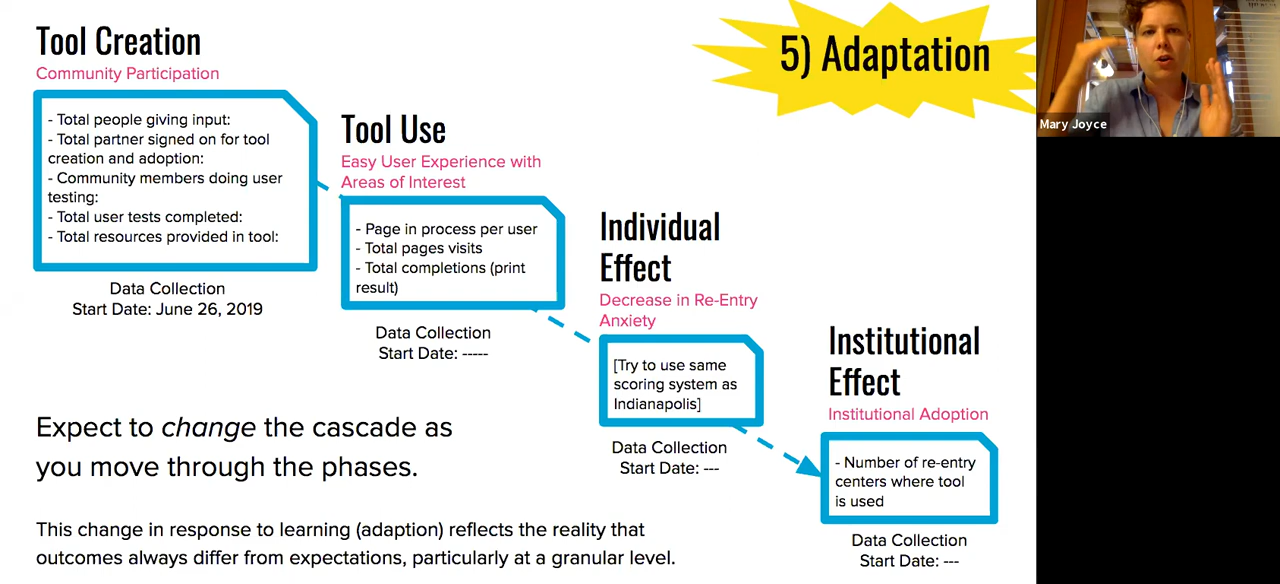 Tool Creation
Community Participation
- Total people giving input:
- Total partner signed on for tool
creation and adoption:
- Community members doing user
testing:
- Total user tests completed:
- Total resources provided in tool:
Data Collection
Start Date: June 26, 2019
Tool Use
Easy User Experience with
Areas of Interest
- Page in process per user
- Total pages visits
- Total completions (print
result)
Data Collection
Start Date: -----
5) Adaptation
Mary Joyce
Individual
Effect
Decrease in Re-Entry
Anxiety
[Try to use same
scoring system as
Indianapolis]
Data Collection
Start Date: ---
Institutional
Effect
Institutional Adoption
- Number of re-entry
centers where tool
is used
Data Collection
Start Date: ---
Expect to change the cascade as
you move through the phases.
This change in response to learning (adaption) reflects the reality that
outcomes always differ from expectations, particularly at a granular level.